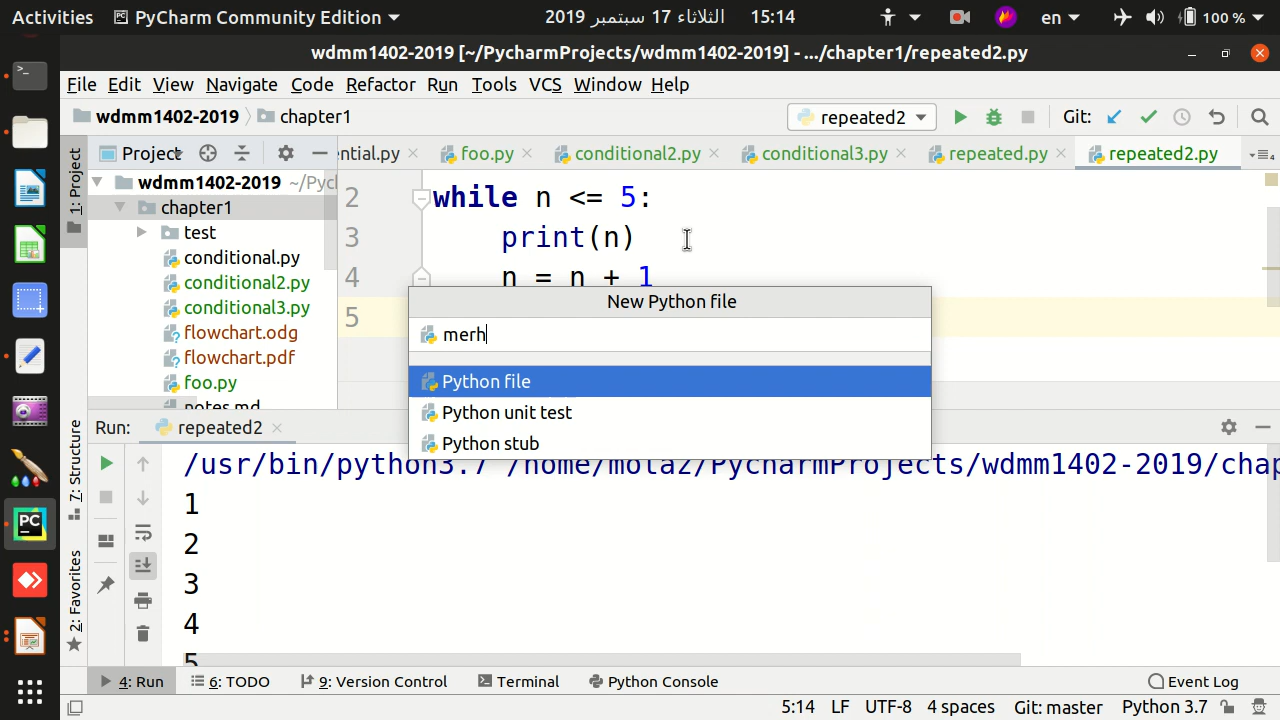 Activities PyCharm Community Edition الثلاثاء 17 سبتمبر 2019 15:14 en 100 %
wdmm1402-2019 [~/PycharmProjects/wdmm1402-2019] - .../chapter1/repeated2.py
File Edit View Navigate Code Refactor Run Tools VCS Window Help
wdmm1402-2019 chapter1 repeated2 Git:
1: Project
Project
ntial.py foo.py conditional2.py conditional3.py repeated.py repeated2.py
wdmm1402-2019 ~/Pyc
chapter1
test
conditional.py
conditional2.py
conditional3.py
flowchart.odg
flowchart.pdf
foo.py
notes.md
2 while n <= 5:
3 print(n)
4 n = n + 1
5
New Python file
merh
Python file
Python unit test
Python stub
7: Structure
2: Favorites
Run: repeated2
/usr/bin/python3.7 /home/motaz/PycharmProjects/wdmm1402-2019/chap
1
2
3
4
5
4: Run 6: TODO 9: Version Control Terminal Python Console Event Log
5:14 LF UTF-8 4 spaces Git: master Python 3.7